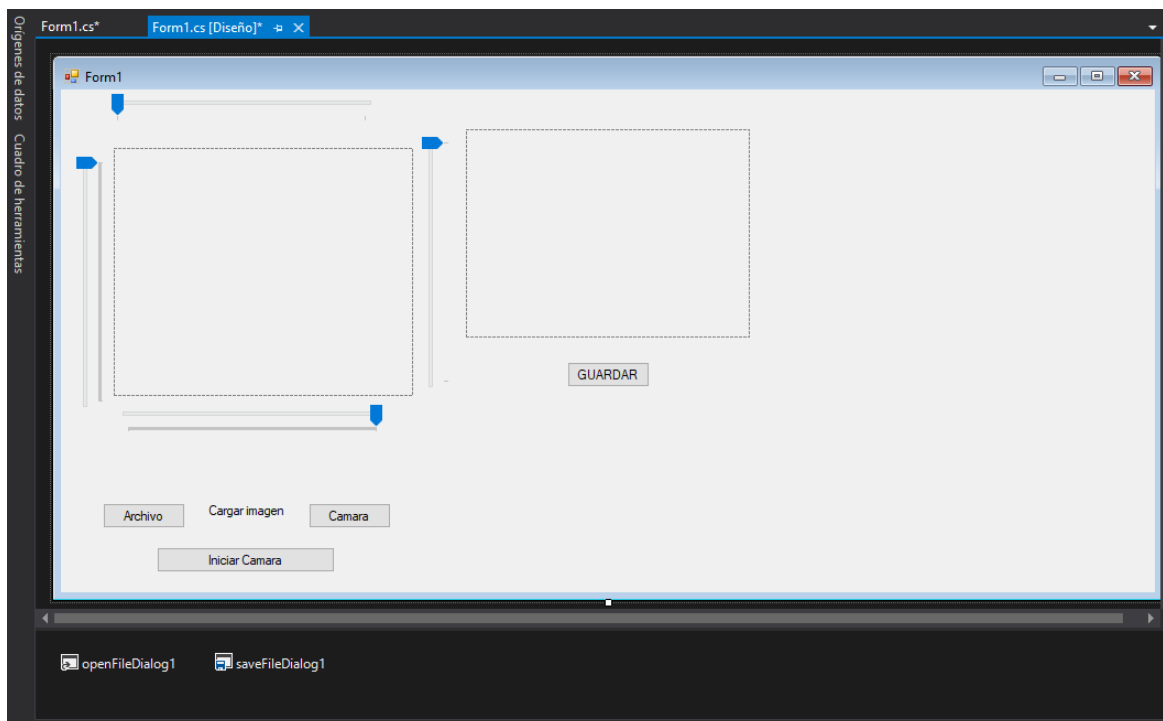 Form1.cs*
Form1.cs [Diseño]*
Orígenes de datos
Cuadro de herramientas
Form1
GUARDAR
Archivo
Cargar imagen
Camara
Iniciar Camara
openFileDialog1
saveFileDialog1